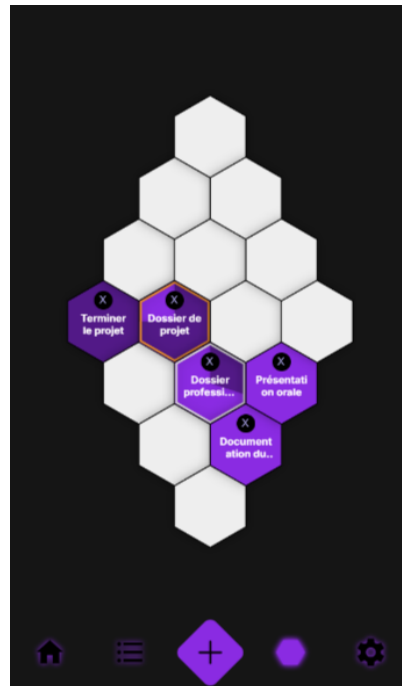 X
Terminer
le projet
X
Dossier de
projet
X
Dossier
professi...
X
Présentati
on orale
X
Document
ation du..
+